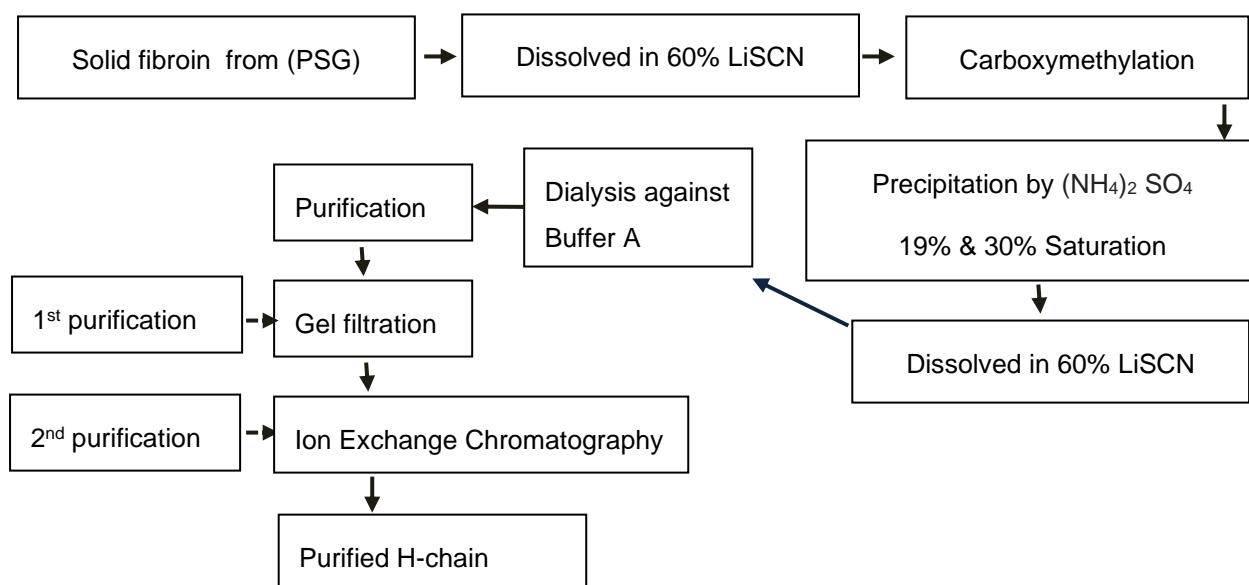 Solid fibroin from (PSG)
Dissolved in 60% LiSCN
Carboxymethylation
Precipitation by (NH₄)₂ SO₄
19% & 30% Saturation
Dissolved in 60% LiSCN
Dialysis against
Buffer A
Purification
1ˢᵗ purification
Gel filtration
2ⁿᵈ purification
Ion Exchange Chromatography
Purified H-chain